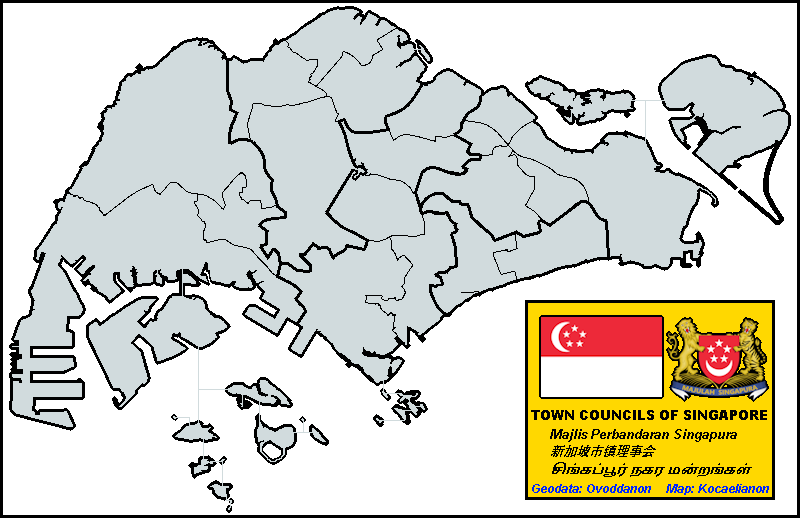 MAJULAH SINGAPURA
TOWN COUNCILS OF SINGAPORE
Majlis Perbandaran Singapura
新加坡市镇理事会
சிங்கப்பூர் நகர மன்றங்கள்
Geodata: Ovoddanon Map: Kocaelianon